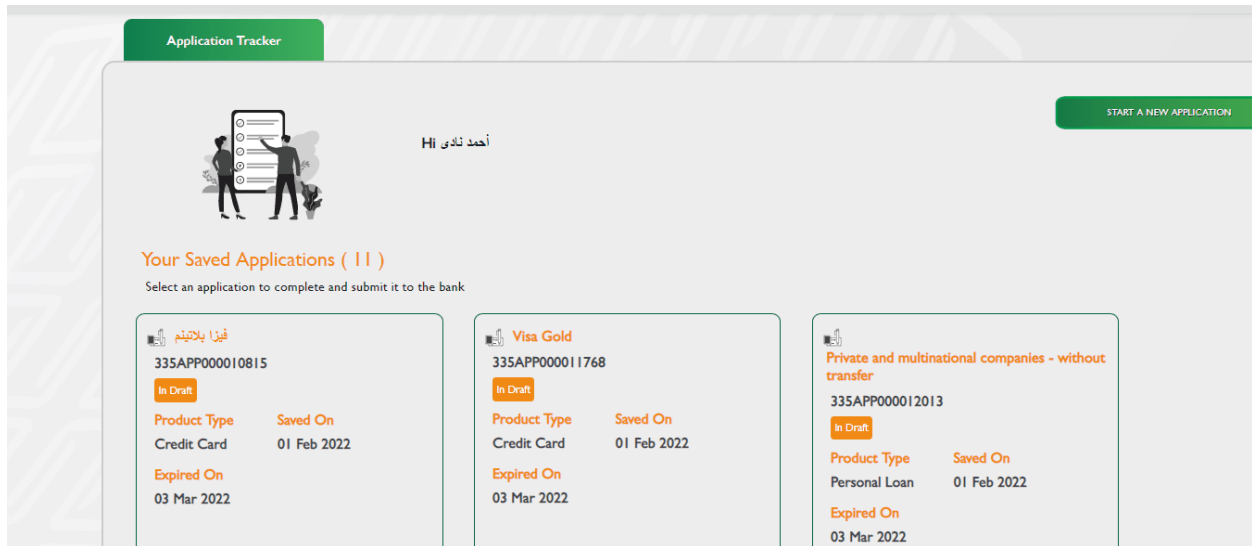 Application Tracker
START A NEW APPLICATION
Hi أحمد نادى
Your Saved Applications ( 11 )
Select an application to complete and submit it to the bank
فيزا بلاتينم
335APP000010815
In Draft
Product Type Saved On
Credit Card 01 Feb 2022
Expired On
03 Mar 2022
Visa Gold
335APP000011768
In Draft
Product Type Saved On
Credit Card 01 Feb 2022
Expired On
03 Mar 2022
Private and multinational companies - without
transfer
335APP000012013
In Draft
Product Type Saved On
Personal Loan 01 Feb 2022
Expired On
03 Mar 2022